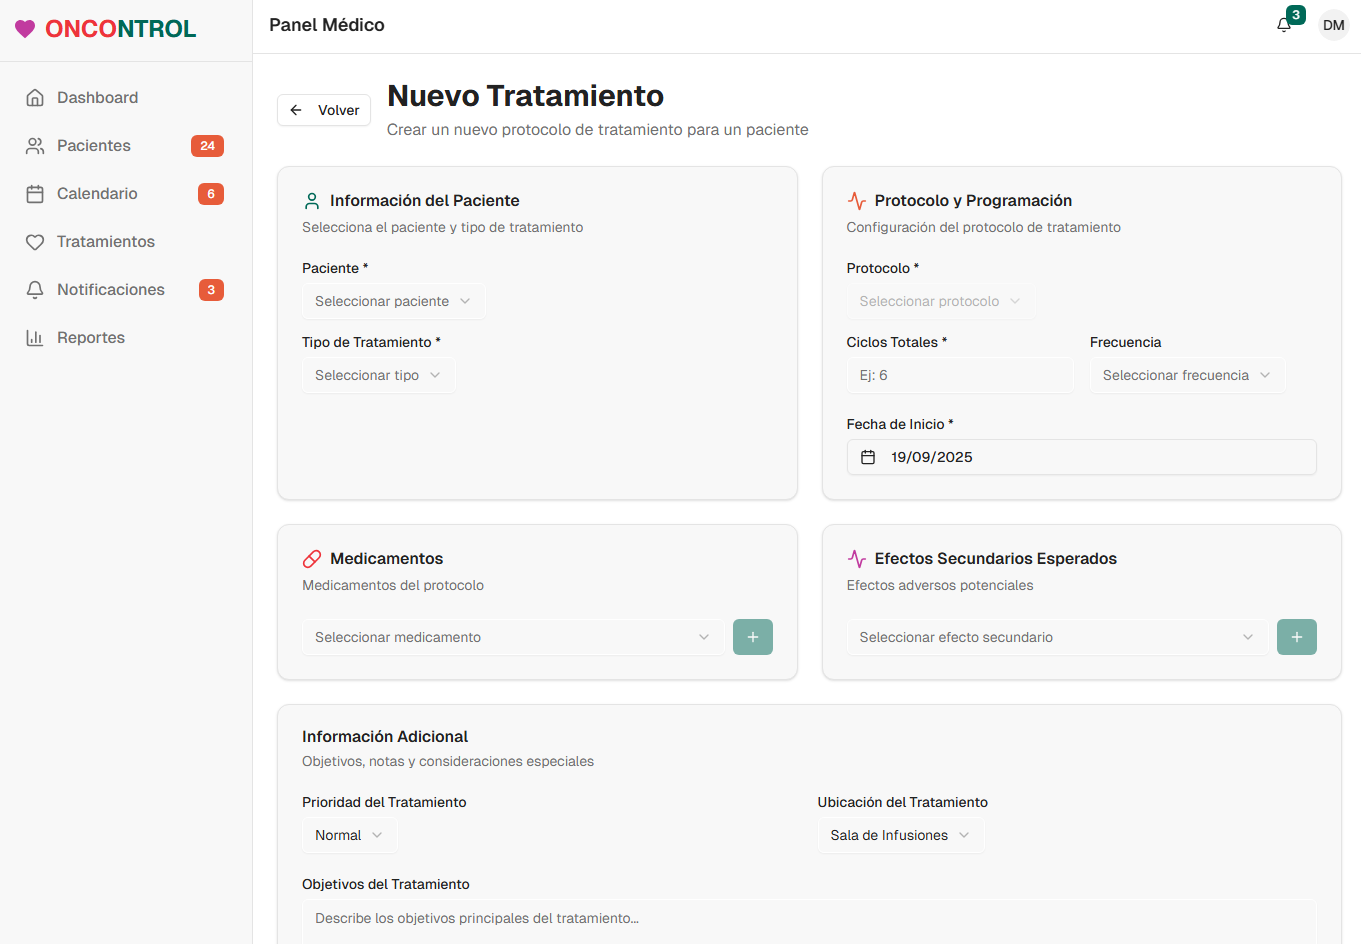 ONCONTROL
Panel Médico
3
DM
Dashboard
Pacientes 24
Calendario 6
Tratamientos
Notificaciones 3
Reportes
Volver
Nuevo Tratamiento
Crear un nuevo protocolo de tratamiento para un paciente
Información del Paciente
Selecciona el paciente y tipo de tratamiento
Paciente *
Seleccionar paciente
Tipo de Tratamiento *
Seleccionar tipo
Protocolo y Programación
Configuración del protocolo de tratamiento
Protocolo *
Seleccionar protocolo
Ciclos Totales *
Ej: 6
Frecuencia
Seleccionar frecuencia
Fecha de Inicio *
19/09/2025
Medicamentos
Medicamentos del protocolo
Seleccionar medicamento
Efectos Secundarios Esperados
Efectos adversos potenciales
Seleccionar efecto secundario
Información Adicional
Objetivos, notas y consideraciones especiales
Prioridad del Tratamiento
Normal
Ubicación del Tratamiento
Sala de Infusiones
Objetivos del Tratamiento
Describe los objetivos principales del tratamiento...